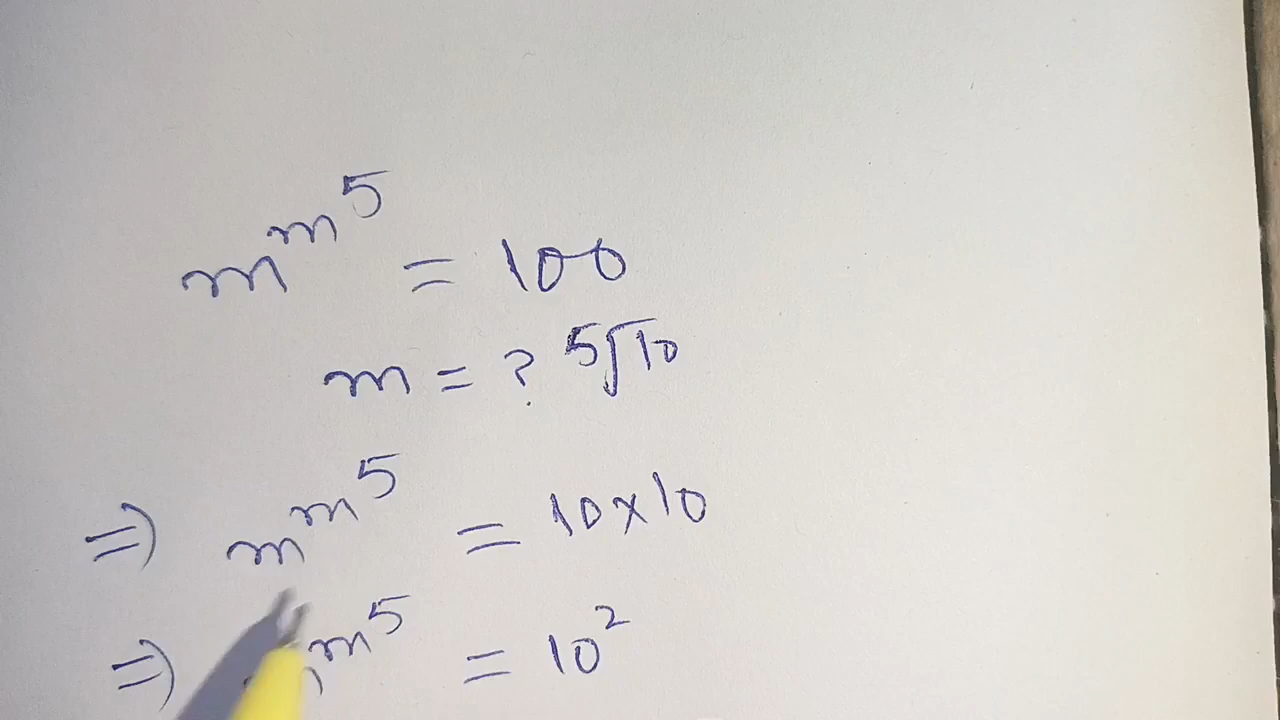 m^m^5 = 100
m = ? 5√10
⇒ m^m^5 = 10×10
⇒ m^5 = 10^2